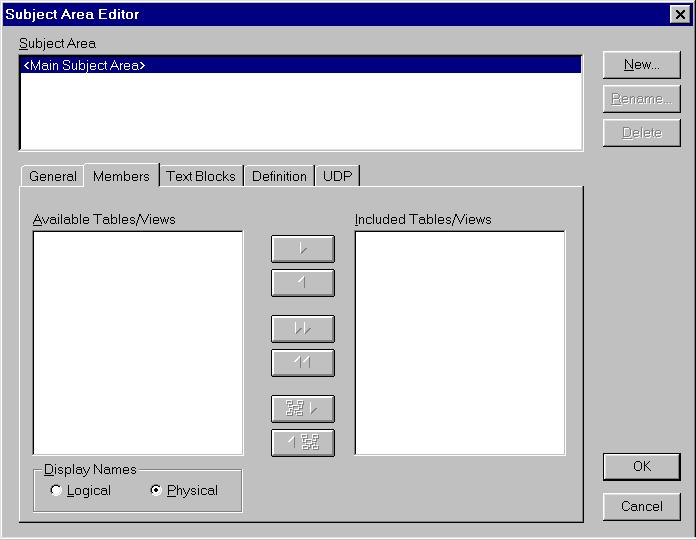 Subject Area Editor
Subject Area
<Main Subject Area>
New...
Rename...
Delete
General Members Text Blocks Definition UDP
Available Tables/Views
Included Tables/Views
Display Names
Logical Physical
OK
Cancel